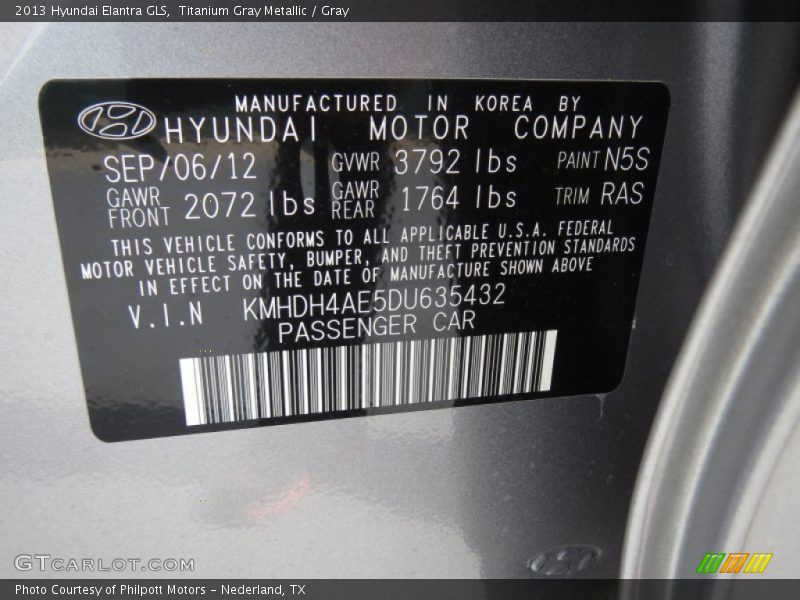 2013 Hyundai Elantra GLS,  Titanium Gray Metallic / Gray
MANUFACTURED IN KOREA BY
HYUNDAI MOTOR COMPANY
SEP/06/12 GVWR 3792 lbs PAINT N5S
GAWR FRONT 2072 lbs GAWR REAR 1764 lbs TRIM RAS
THIS VEHICLE CONFORMS TO ALL APPLICABLE U.S.A. FEDERAL
MOTOR VEHICLE SAFETY, BUMPER, AND THEFT PREVENTION STANDARDS
IN EFFECT ON THE DATE OF MANUFACTURE SHOWN ABOVE
V.I.N KMHDH4AE5DU635432
PASSENGER CAR
GTCARLOT.COM
Photo Courtesy of Philpott Motors - Nederland, TX